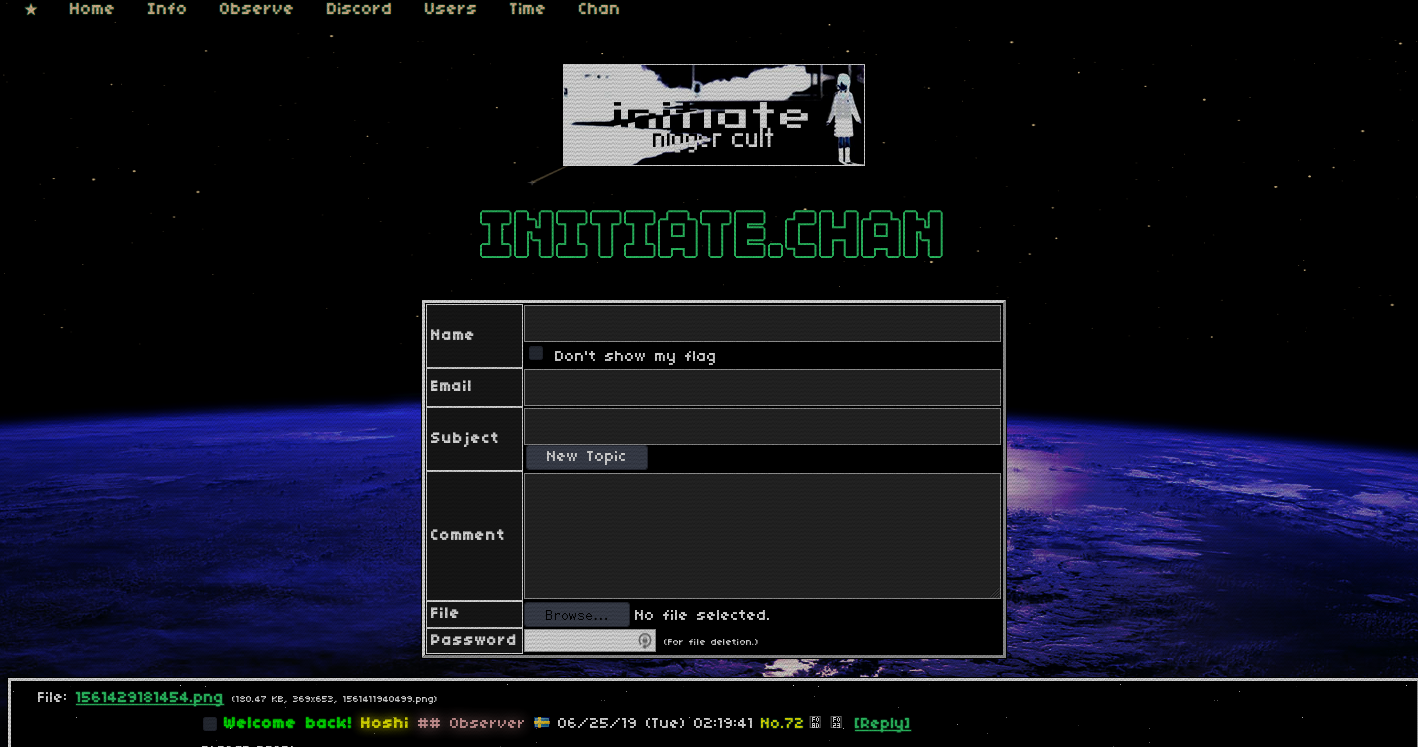 ★ Home Info Observe Discord Users Time Chan
initiate
nigger cult
INITIATE.CHAN
Name
Don't show my flag
Email
Subject
New Topic
Comment
File Browse... No file selected.
Password (For file deletion.)
File: 1561429181454.png (180.47 KB, 369x653, 1561411940499.png)
Welcome back! Hoshi ## Observer 06/25/19 (Tue) 02:19:41 No.72 [Reply]